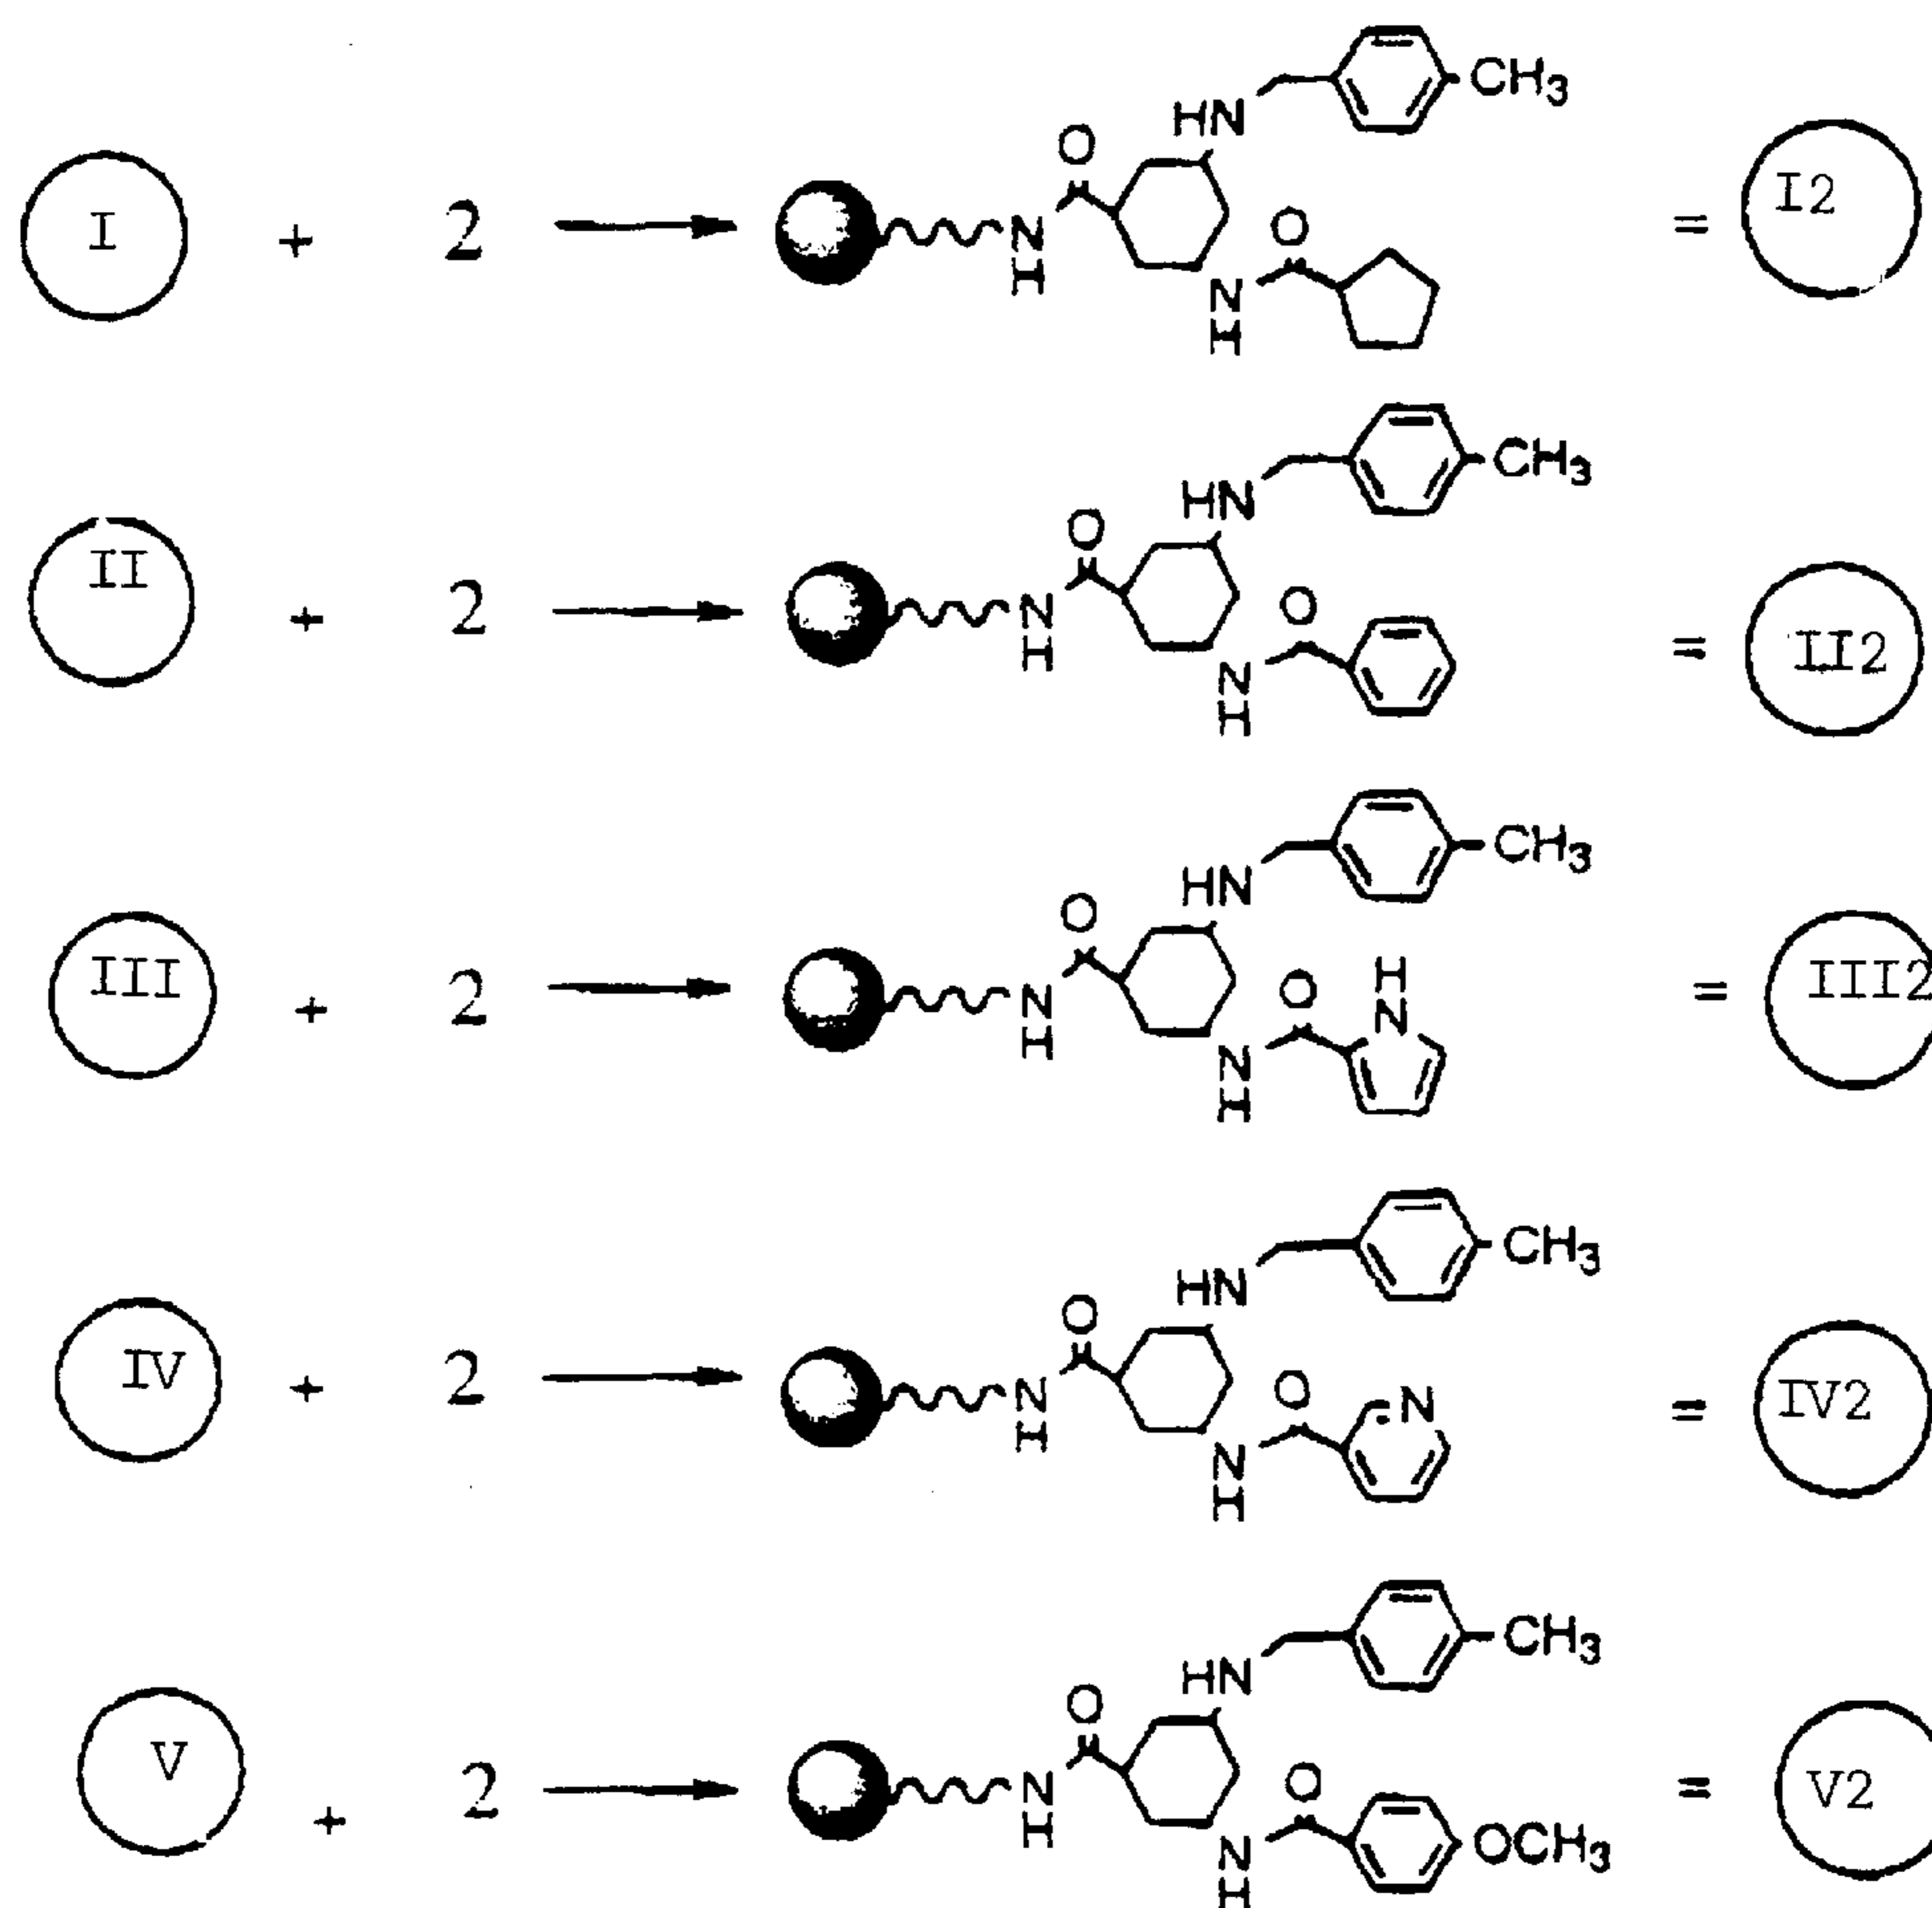 CH3
HN
O
I + 2 N H O N H = I2
CH3
HN
O
II + 2 N H O N H = II2
CH3
HN
O H
III + 2 N H O N N H = III2
CH3
HN
O
IV + 2 N H O N N H = IV2
CH3
HN
O
V + 2 N H O N H OCH3 = V2